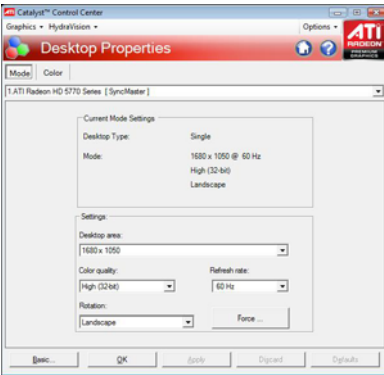 Catalyst™ Control Center
Graphics HydraVision Options
Desktop Properties
ATI
RADEON
PREMIUM
GRAPHICS
Mode Color
1.ATI Radeon HD 5770 Series [ SyncMaster ]
Current Mode Settings
Desktop Type: Single
Mode: 1680 x 1050 @ 60 Hz
High (32-bit)
Landscape
Settings:
Desktop area:
1680 x 1050
Color quality: Refresh rate:
High (32-bit) 60 Hz
Rotation:
Landscape Force ...
Basic... OK Apply Discard Defaults